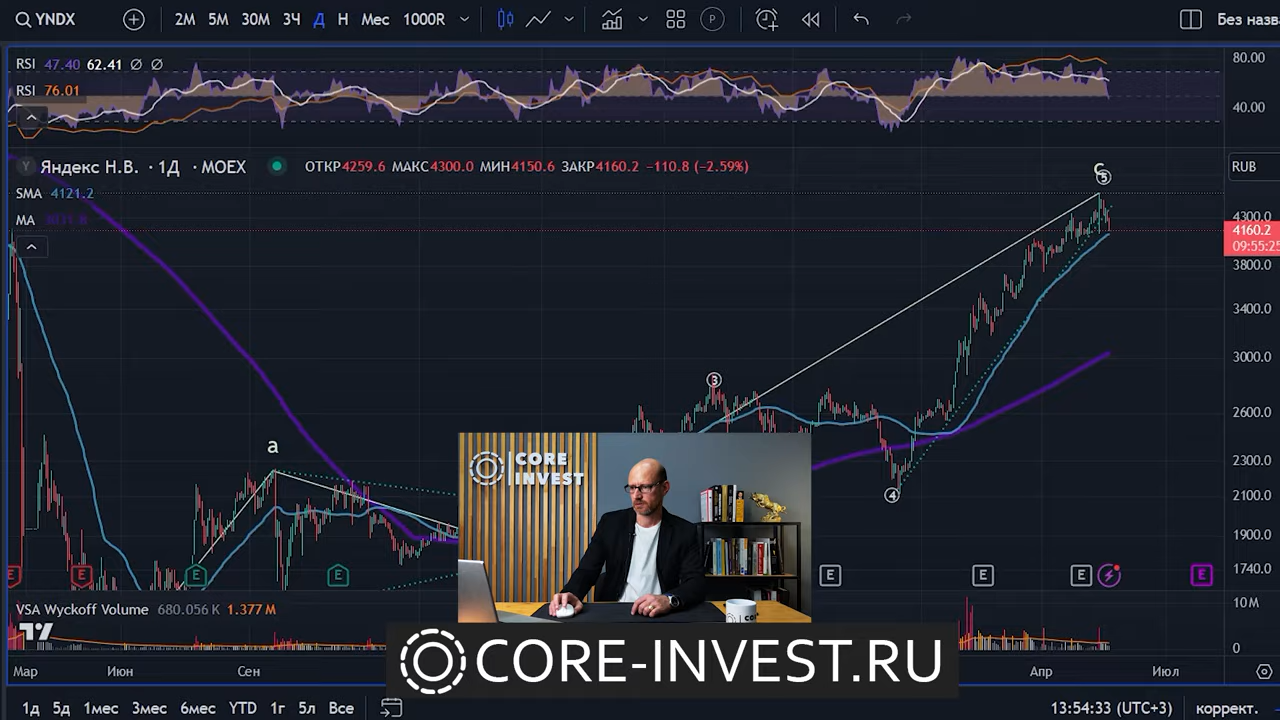 YNDX 2М 5М 30М 3Ч Д Н Мес 1000R P Без назв
RSI 47.40 62.41 ∅ ∅
RSI 76.01
80.00
40.00
Y Яндекс Н.В. · 1Д · MOEX ОТКР4259.6 МАКС4300.0 МИН4150.6 ЗАКР4160.2 −110.8 (−2.59%)
RUB
SMA 4121.2
MA
C
5
4300.0
4160.2
09:55:25
3800.0
3400.0
3000.0
3
2600.0
a
2300.0
4
2100.0
1900.0
1740.0
CORE
INVEST
E E E E E E E E
VSA Wyckoff Volume 680.056 K 1.377 M
10M
0
CORE-INVEST.RU
Мар Июн Сен Апр Июл
1д 5д 1мес 3мес 6мес YTD 1г 5л Все 13:54:33 (UTC+3) коррект.